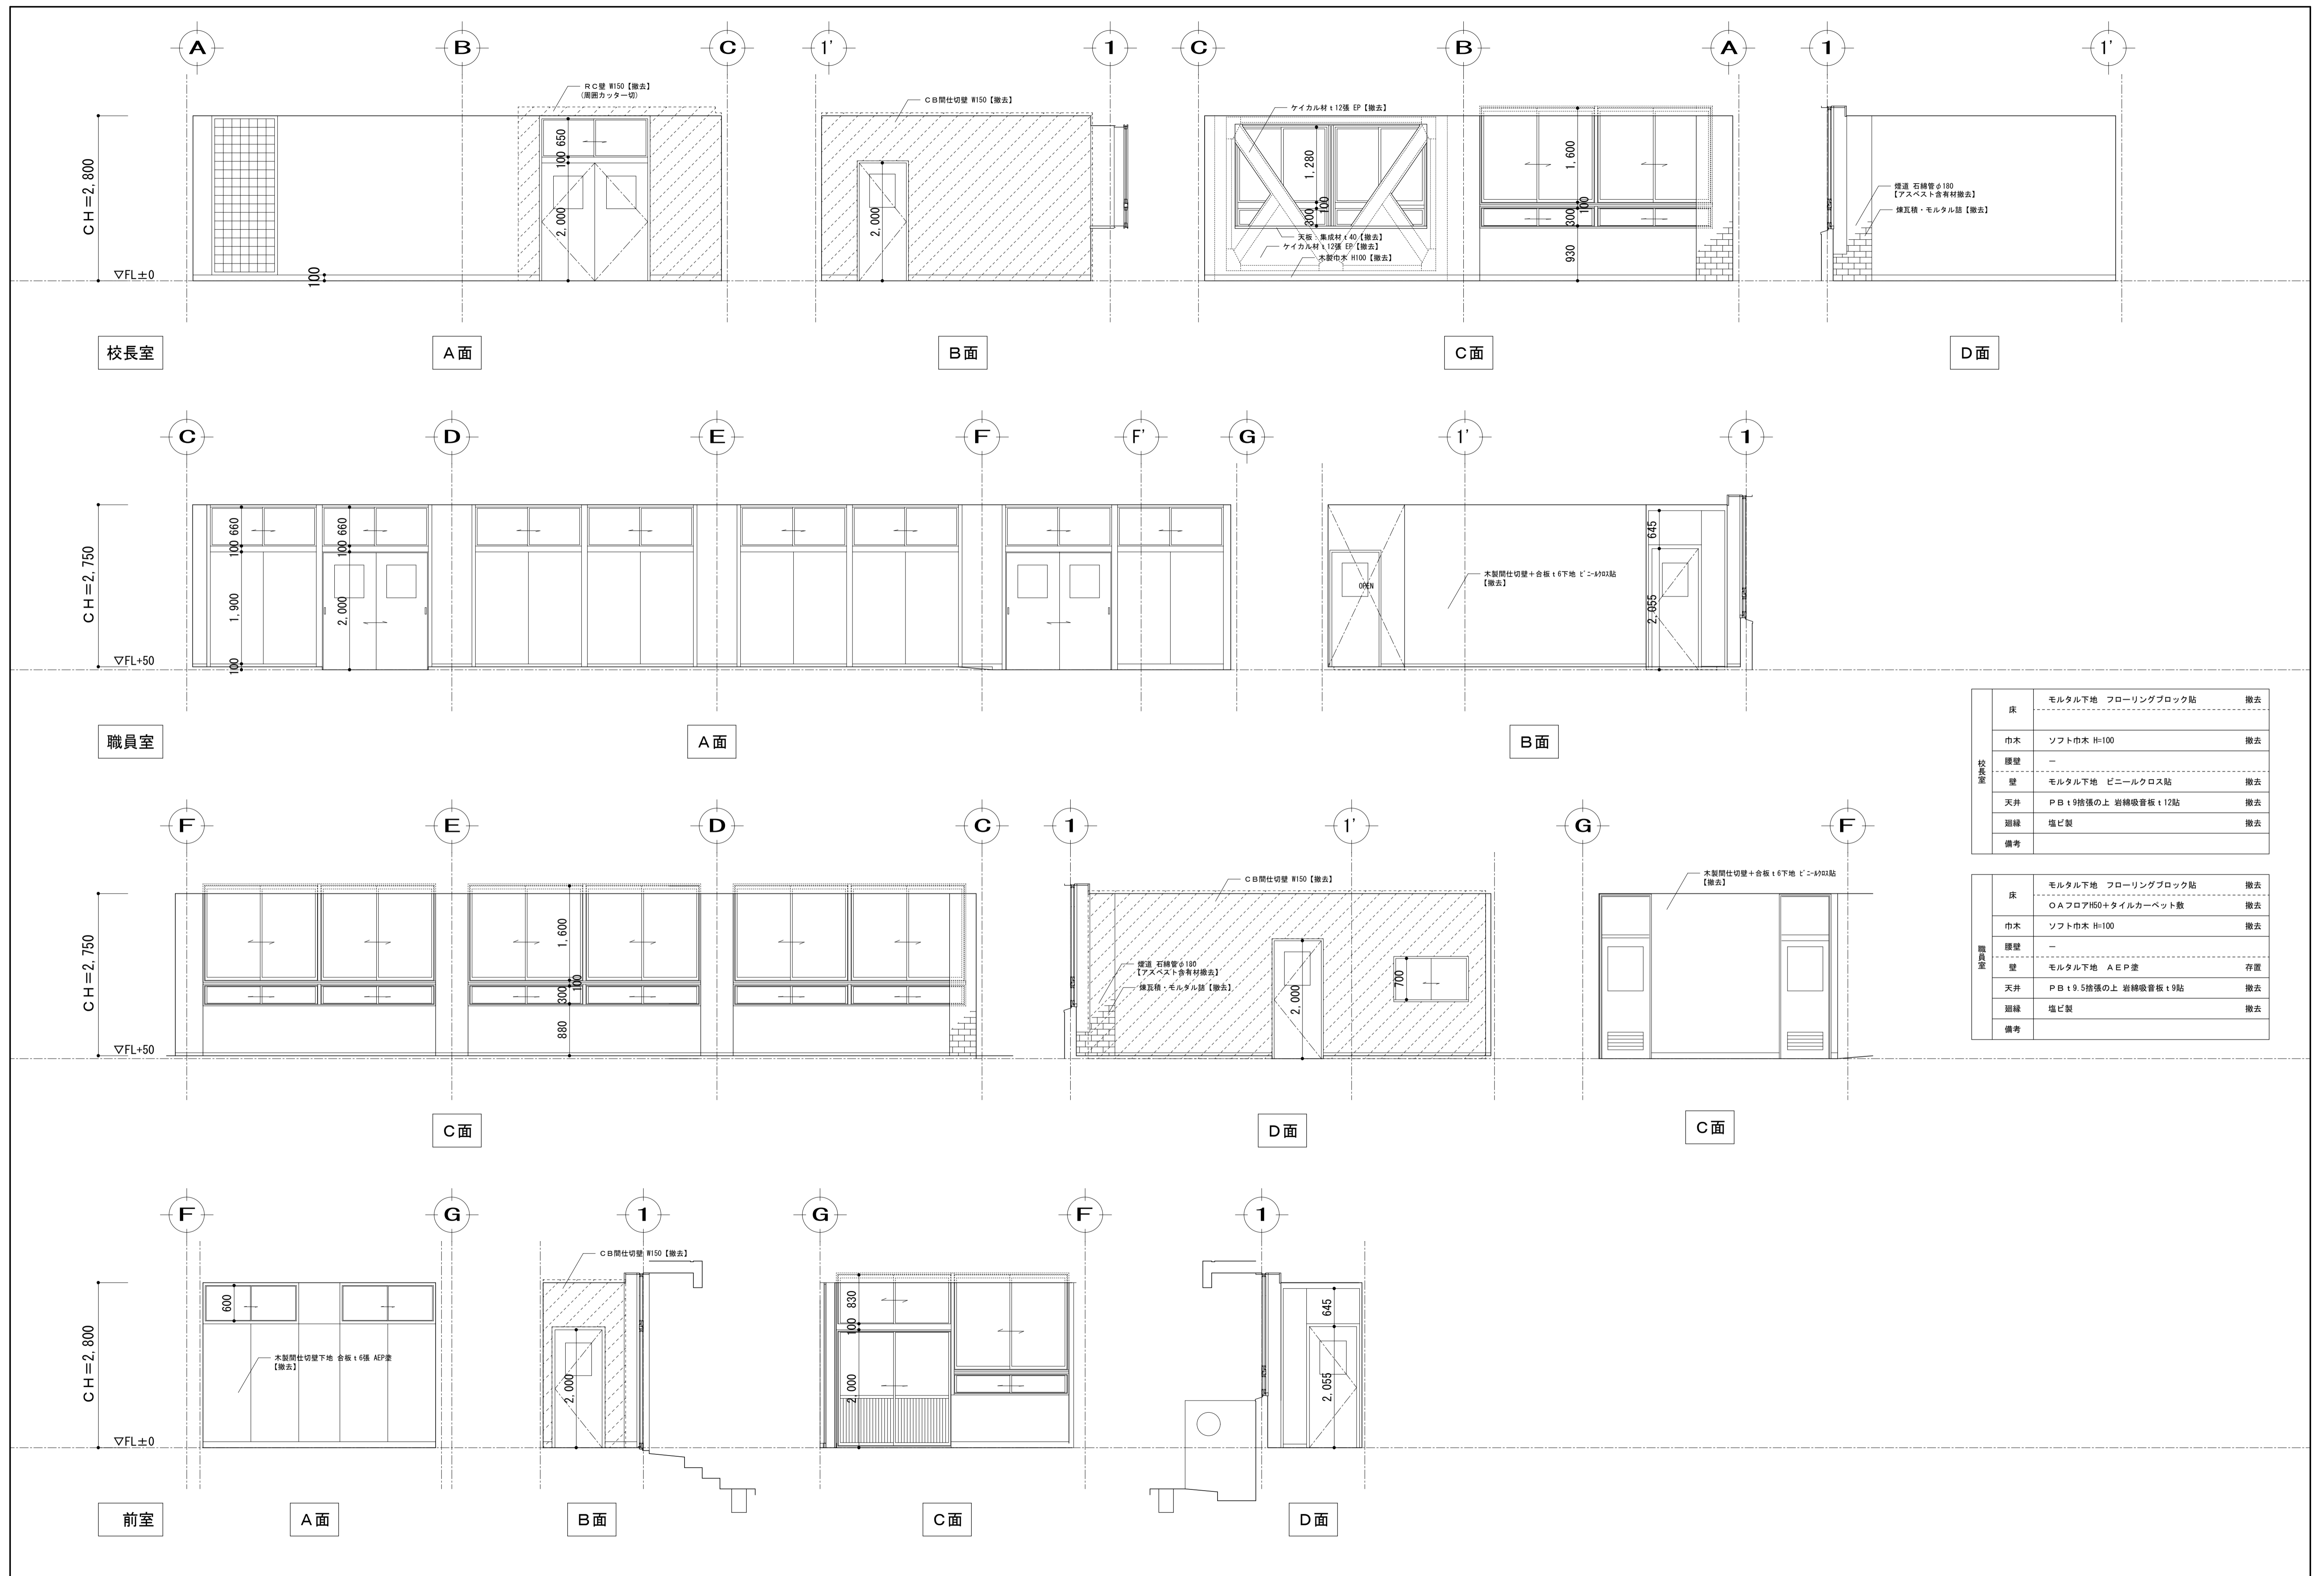 A B C 1' 1 C B A 1 1'
RC壁 W150【撤去】
(周囲カッター切)
CB間仕切壁 W150【撤去】
ケイカル材t12張 EP【撤去】
CH=2,800
650
100
2,000
100
2,000
1,280
100
300
天板:集成材t40【撤去】
ケイカル材t12張 EP【撤去】
木製巾木 H100【撤去】
1,600
100
300
930
煙道 石綿管φ180
【アスベスト含有材撤去】
煉瓦積・モルタル詰【撤去】
▽FL±0
校長室 A面 B面 C面 D面
C D E F F' G 1' 1
CH=2,750
660
100
1,900
100
660
100
2,000
OPEN
木製間仕切壁+合板t6下地 ビニールクロス貼
【撤去】
645
2,055
▽FL+50
職員室 A面 B面
校長室
床 モルタル下地 フローリングブロック貼 撤去
巾木 ソフト巾木 H=100 撤去
腰壁 −
壁 モルタル下地 ビニールクロス貼 撤去
天井 PBt9捨張の上 岩綿吸音板t12貼 撤去
廻縁 塩ビ製 撤去
備考
職員室
床 モルタル下地 フローリングブロック貼 撤去
OAフロアH50+タイルカーペット敷 撤去
巾木 ソフト巾木 H=100 撤去
腰壁 −
壁 モルタル下地 AEP塗 存置
天井 PBt9.5捨張の上 岩綿吸音板t9貼 撤去
廻縁 塩ビ製 撤去
備考
F E D C 1 1' G F
CH=2,750
1,600
100
300
880
CB間仕切壁 W150【撤去】
煙道 石綿管φ180
【アスベスト含有材撤去】
煉瓦積・モルタル詰【撤去】
2,000
700
木製間仕切壁+合板t6下地 ビニールクロス貼
【撤去】
▽FL+50
C面 D面 C面
F G 1 G F 1
CH=2,800
600
木製間仕切壁下地 合板t6張 AEP塗
【撤去】
CB間仕切壁 W150【撤去】
2,000
830
100
2,000
645
2,055
▽FL±0
前室 A面 B面 C面 D面